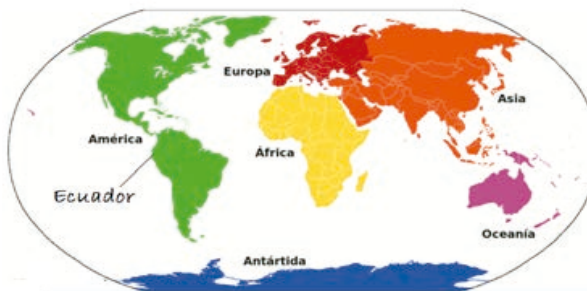 Europa
Asia
América
África
Ecuador
Oceanía
Antártida